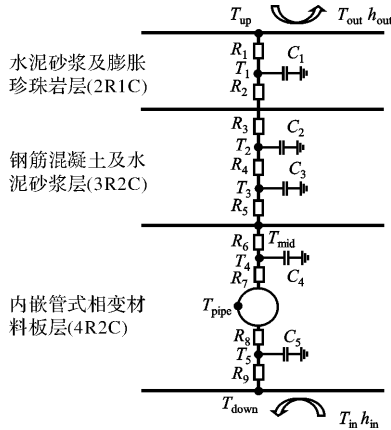 T_up
T_out h_out
水泥砂浆及膨胀
珍珠岩层(2R1C)
R_1
T_1
C_1
R_2
钢筋混凝土及水
泥砂浆层(3R2C)
R_3
T_2
C_2
R_4
T_3
C_3
R_5
内嵌管式相变材
料板层(4R2C)
R_6
T_mid
T_4
C_4
R_7
T_pipe
R_8
T_5
C_5
R_9
T_down
T_in h_in